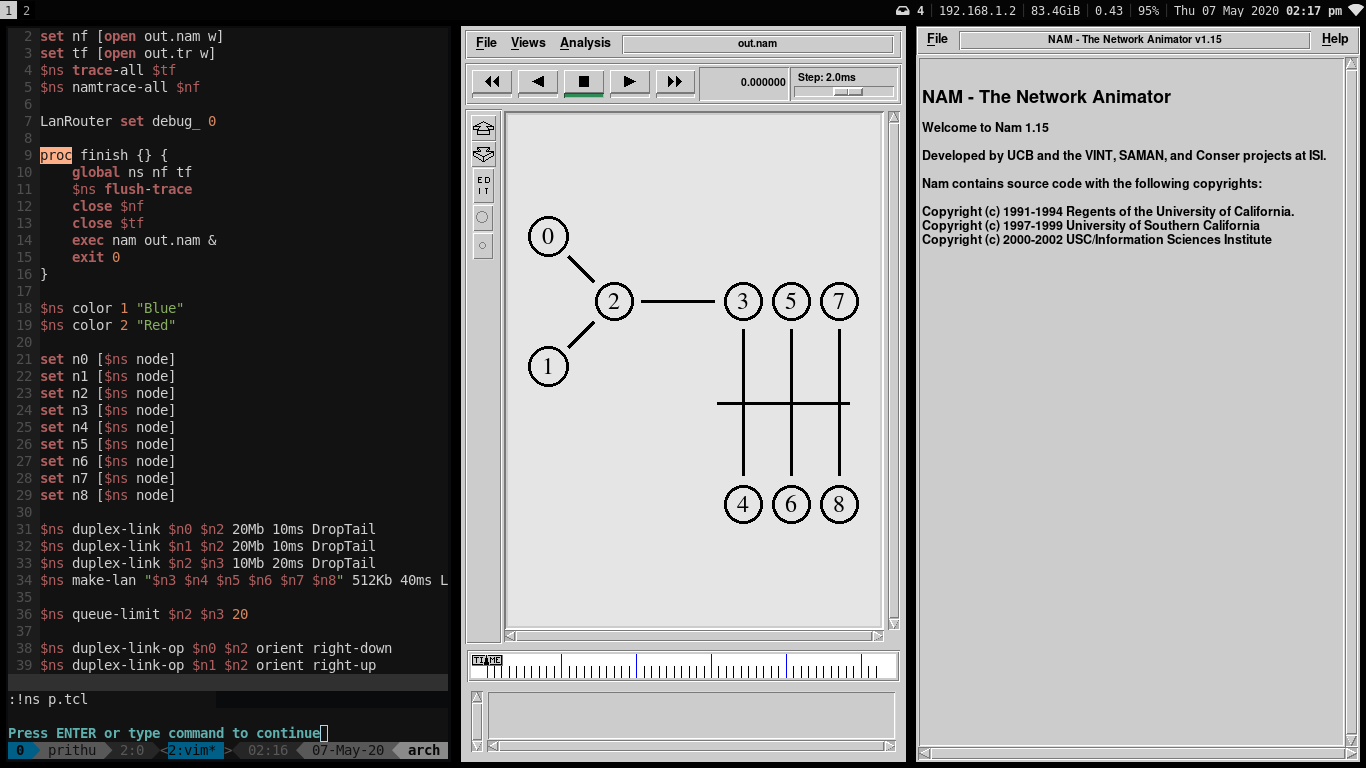 1 2
4 192.168.1.2 83.4GiB 0.43 95% Thu 07 May 2020 02:17 pm
2 set nf [open out.nam w]
3 set tf [open out.tr w]
4 $ns trace-all $tf
5 $ns namtrace-all $nf
6
7 LanRouter set debug_ 0
8
9 proc finish {} {
10 global ns nf tf
11 $ns flush-trace
12 close $nf
13 close $tf
14 exec nam out.nam &
15 exit 0
16 }
17
18 $ns color 1 "Blue"
19 $ns color 2 "Red"
20
21 set n0 [$ns node]
22 set n1 [$ns node]
23 set n2 [$ns node]
24 set n3 [$ns node]
25 set n4 [$ns node]
26 set n5 [$ns node]
27 set n6 [$ns node]
28 set n7 [$ns node]
29 set n8 [$ns node]
30
31 $ns duplex-link $n0 $n2 20Mb 10ms DropTail
32 $ns duplex-link $n1 $n2 20Mb 10ms DropTail
33 $ns duplex-link $n2 $n3 10Mb 20ms DropTail
34 $ns make-lan "$n3 $n4 $n5 $n6 $n7 $n8" 512Kb 40ms L
35
36 $ns queue-limit $n2 $n3 20
37
38 $ns duplex-link-op $n0 $n2 orient right-down
39 $ns duplex-link-op $n1 $n2 orient right-up
:!ns p.tcl
Press ENTER or type command to continue
0 prithu 2:0 <2:vim* > 02:16 07-May-20 arch
File Views Analysis out.nam
0.000000 Step: 2.0ms
ED
IT
0
2 3 5 7
1
4 6 8
TIME
File NAM - The Network Animator v1.15 Help
NAM - The Network Animator
Welcome to Nam 1.15
Developed by UCB and the VINT, SAMAN, and Conser projects at ISI.
Nam contains source code with the following copyrights:
Copyright (c) 1991-1994 Regents of the University of California.
Copyright (c) 1997-1999 University of Southern California
Copyright (c) 2000-2002 USC/Information Sciences Institute